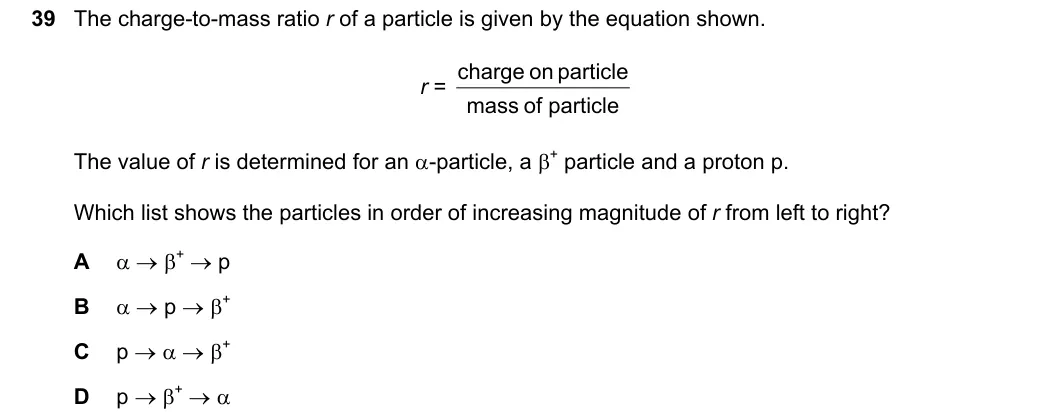 39 The charge-to-mass ratio r of a particle is given by the equation shown.
r = charge on particle / mass of particle
The value of r is determined for an α-particle, a β⁺ particle and a proton p.
Which list shows the particles in order of increasing magnitude of r from left to right?
A α → β⁺ → p
B α → p → β⁺
C p → α → β⁺
D p → β⁺ → α